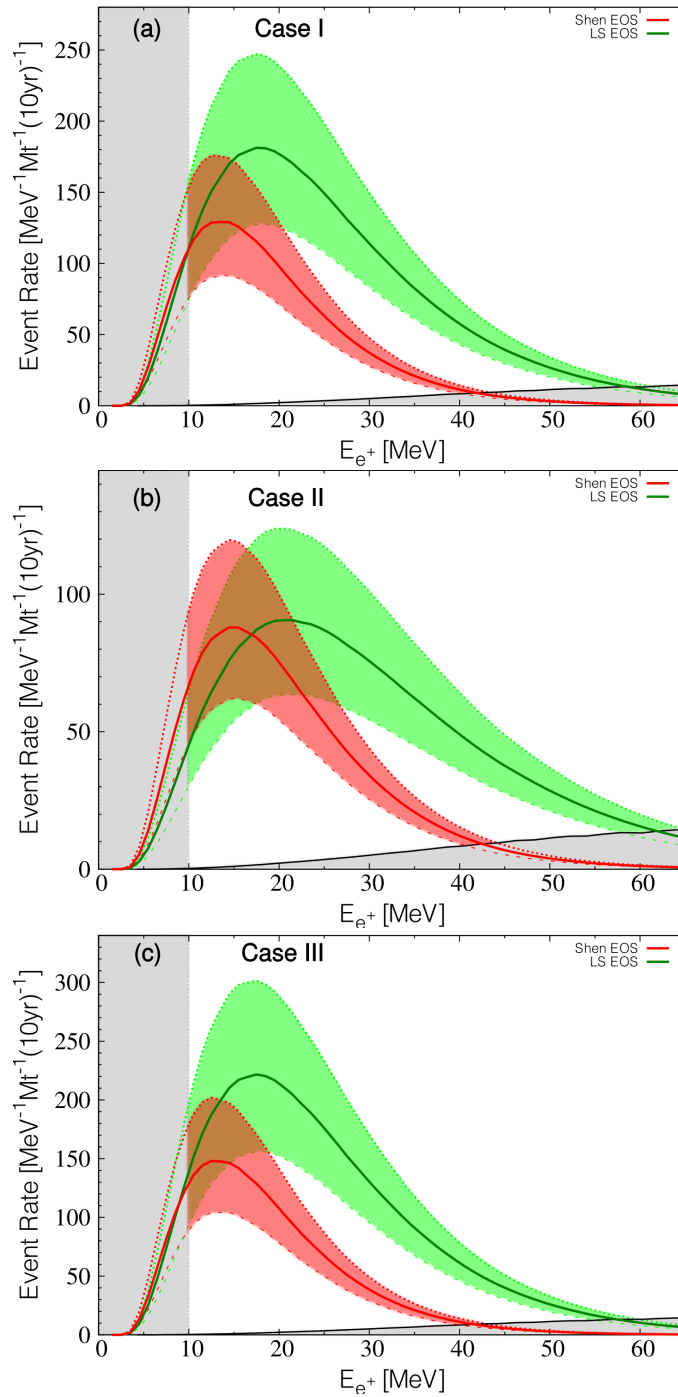 (a) Case I
Shen EOS
LS EOS
Event Rate [MeV⁻¹Mt⁻¹(10yr)⁻¹]
250
200
150
100
50
0
0 10 20 30 40 50 60
E_e⁺ [MeV]
(b) Case II
Shen EOS
LS EOS
Event Rate [MeV⁻¹Mt⁻¹(10yr)⁻¹]
100
50
0
0 10 20 30 40 50 60
E_e⁺ [MeV]
(c) Case III
Shen EOS
LS EOS
Event Rate [MeV⁻¹Mt⁻¹(10yr)⁻¹]
300
250
200
150
100
50
0
0 10 20 30 40 50 60
E_e⁺ [MeV]